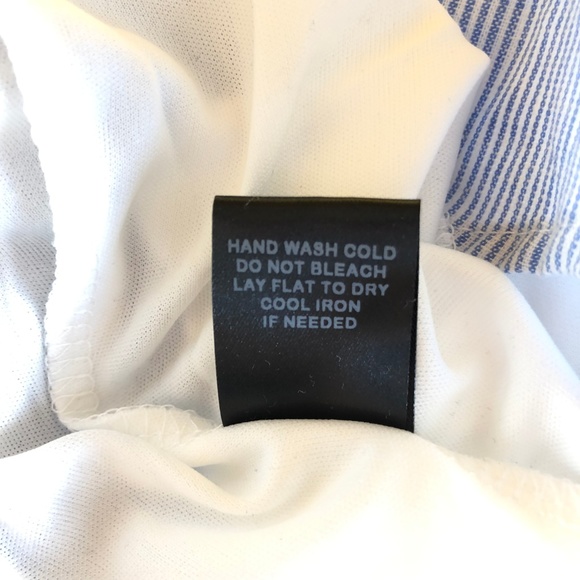 HAND WASH COLD
DO NOT BLEACH
LAY FLAT TO DRY
COOL IRON
IF NEEDED